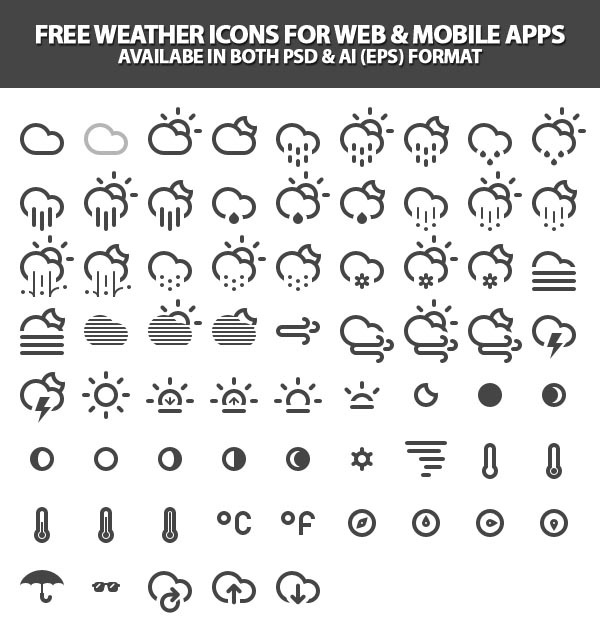 FREE WEATHER ICONS FOR WEB & MOBILE APPS
AVAILABE IN BOTH PSD & AI (EPS) FORMAT
°C °F